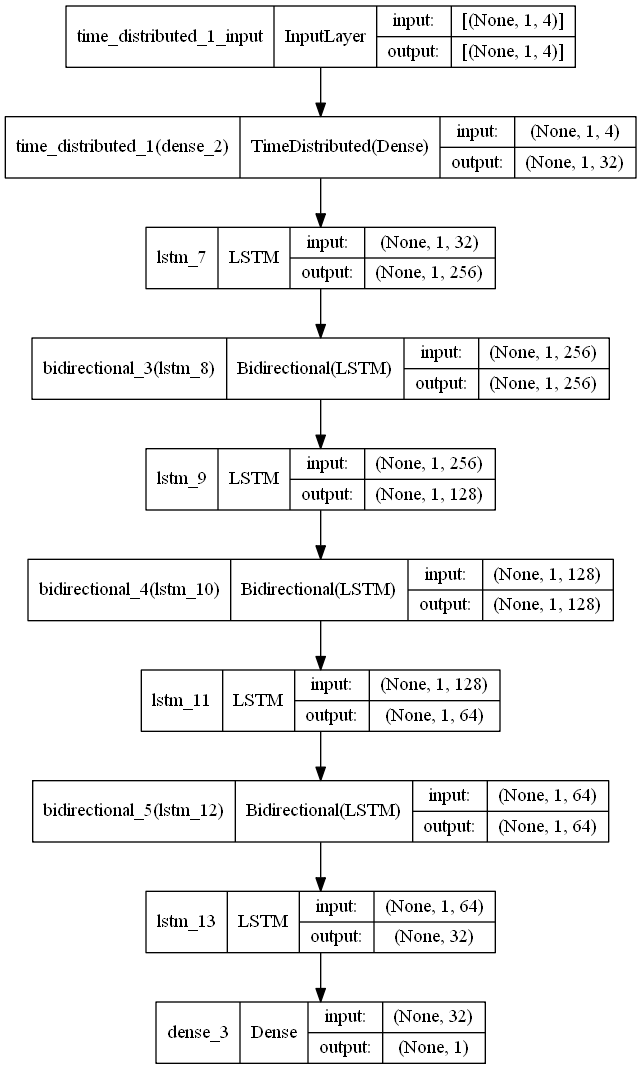 time_distributed_1_input InputLayer input: [(None, 1, 4)]
output: [(None, 1, 4)]
time_distributed_1(dense_2) TimeDistributed(Dense) input: (None, 1, 4)
output: (None, 1, 32)
lstm_7 LSTM input: (None, 1, 32)
output: (None, 1, 256)
bidirectional_3(lstm_8) Bidirectional(LSTM) input: (None, 1, 256)
output: (None, 1, 256)
lstm_9 LSTM input: (None, 1, 256)
output: (None, 1, 128)
bidirectional_4(lstm_10) Bidirectional(LSTM) input: (None, 1, 128)
output: (None, 1, 128)
lstm_11 LSTM input: (None, 1, 128)
output: (None, 1, 64)
bidirectional_5(lstm_12) Bidirectional(LSTM) input: (None, 1, 64)
output: (None, 1, 64)
lstm_13 LSTM input: (None, 1, 64)
output: (None, 32)
dense_3 Dense input: (None, 32)
output: (None, 1)